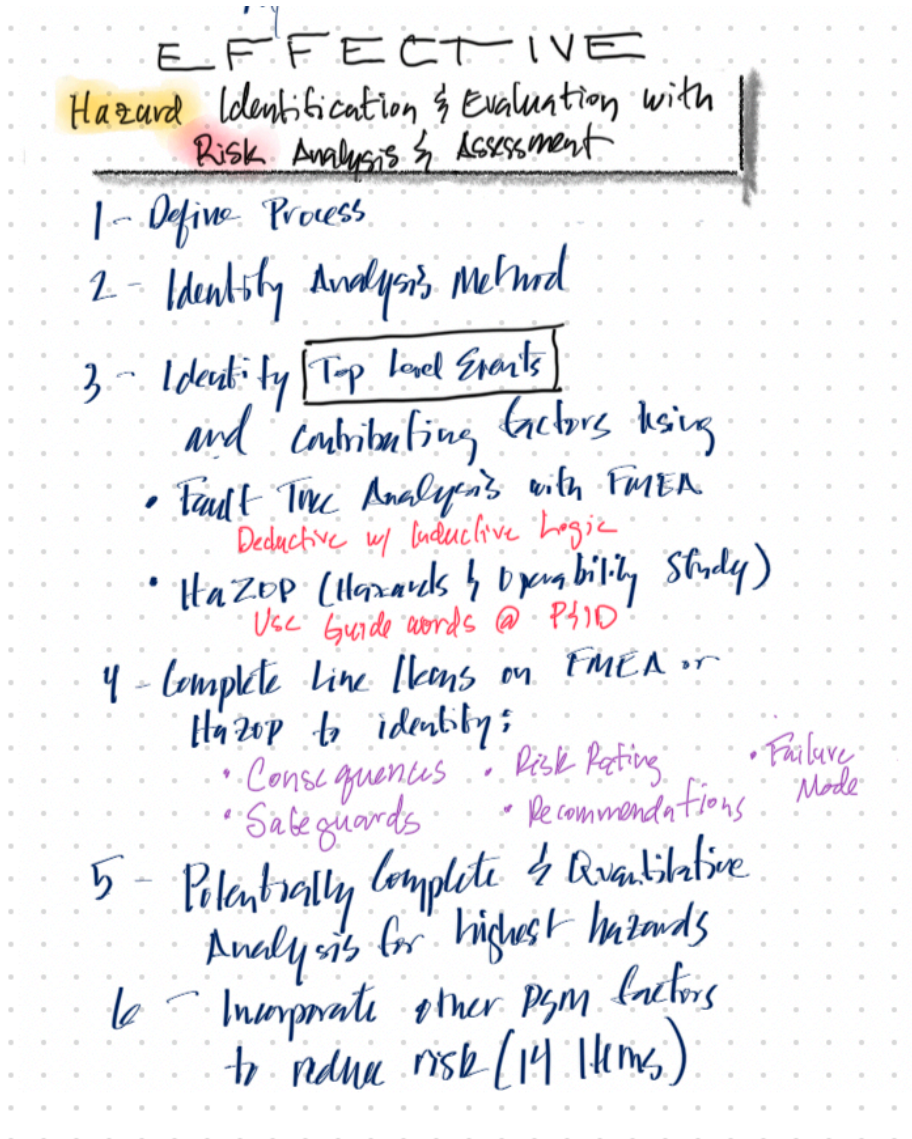 EFFECTIVE
Hazard Identification & Evaluation with
Risk Analysis & Assessment
1 - Define Process
2 - Identify Analysis Method
3 - Identify Top Level Events
and contributing factors using
• Fault Tree Analysis with FMEA
Deductive w/ Inductive Logic
• HaZOP (Hazards & Operability Study)
Use Guide words @ P&ID
4 - Complete Line Items on FMEA or
HaZOP to identify:
• Consequences • Risk Rating • Failure
Mode
• Safeguards • Recommendations
5 - Potentially Complete & Quantitative
Analysis for highest hazards
6 - Incorporate other PSM factors
to reduce risk (14 Items)